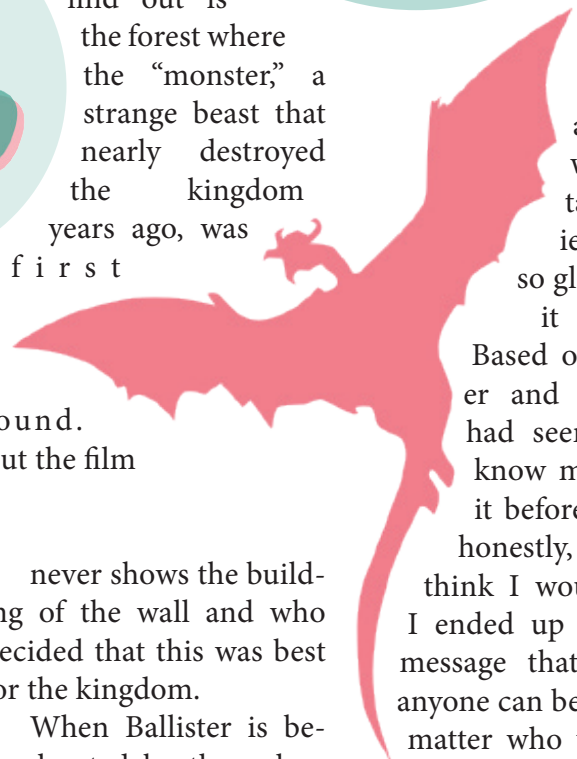 find out is
the forest where
the “monster,” a
strange beast that
nearly destroyed
the kingdom
years ago, was
first
ound.
ut the film
never shows the build-
ng of the wall and who
ecided that this was best
or the kingdom.
When Ballister is be-
a
w
ta
ie
so gl
it
Based o
er and
had seen
know m
it before
honestly,
think I wou
I ended up
message that
anyone can be
matter who